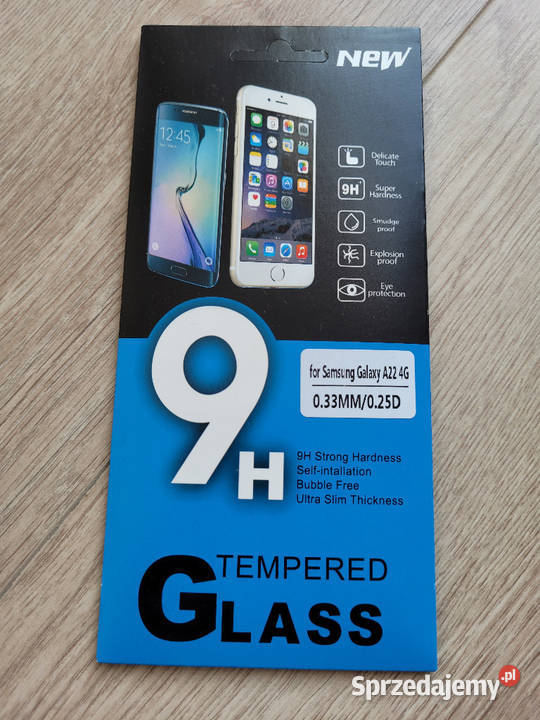 New
12:45
Delicate
Touch
9H
Super
Hardness
Smudge
proof
Explosion
proof
Eye
protection
for Samsung Galaxy A22 4G
0.33MM/0.25D
9H
9H Strong Hardness
Self-intallation
Bubble Free
Ultra Slim Thickness
TEMPERED
GLASS
Sprzedajemy.pl